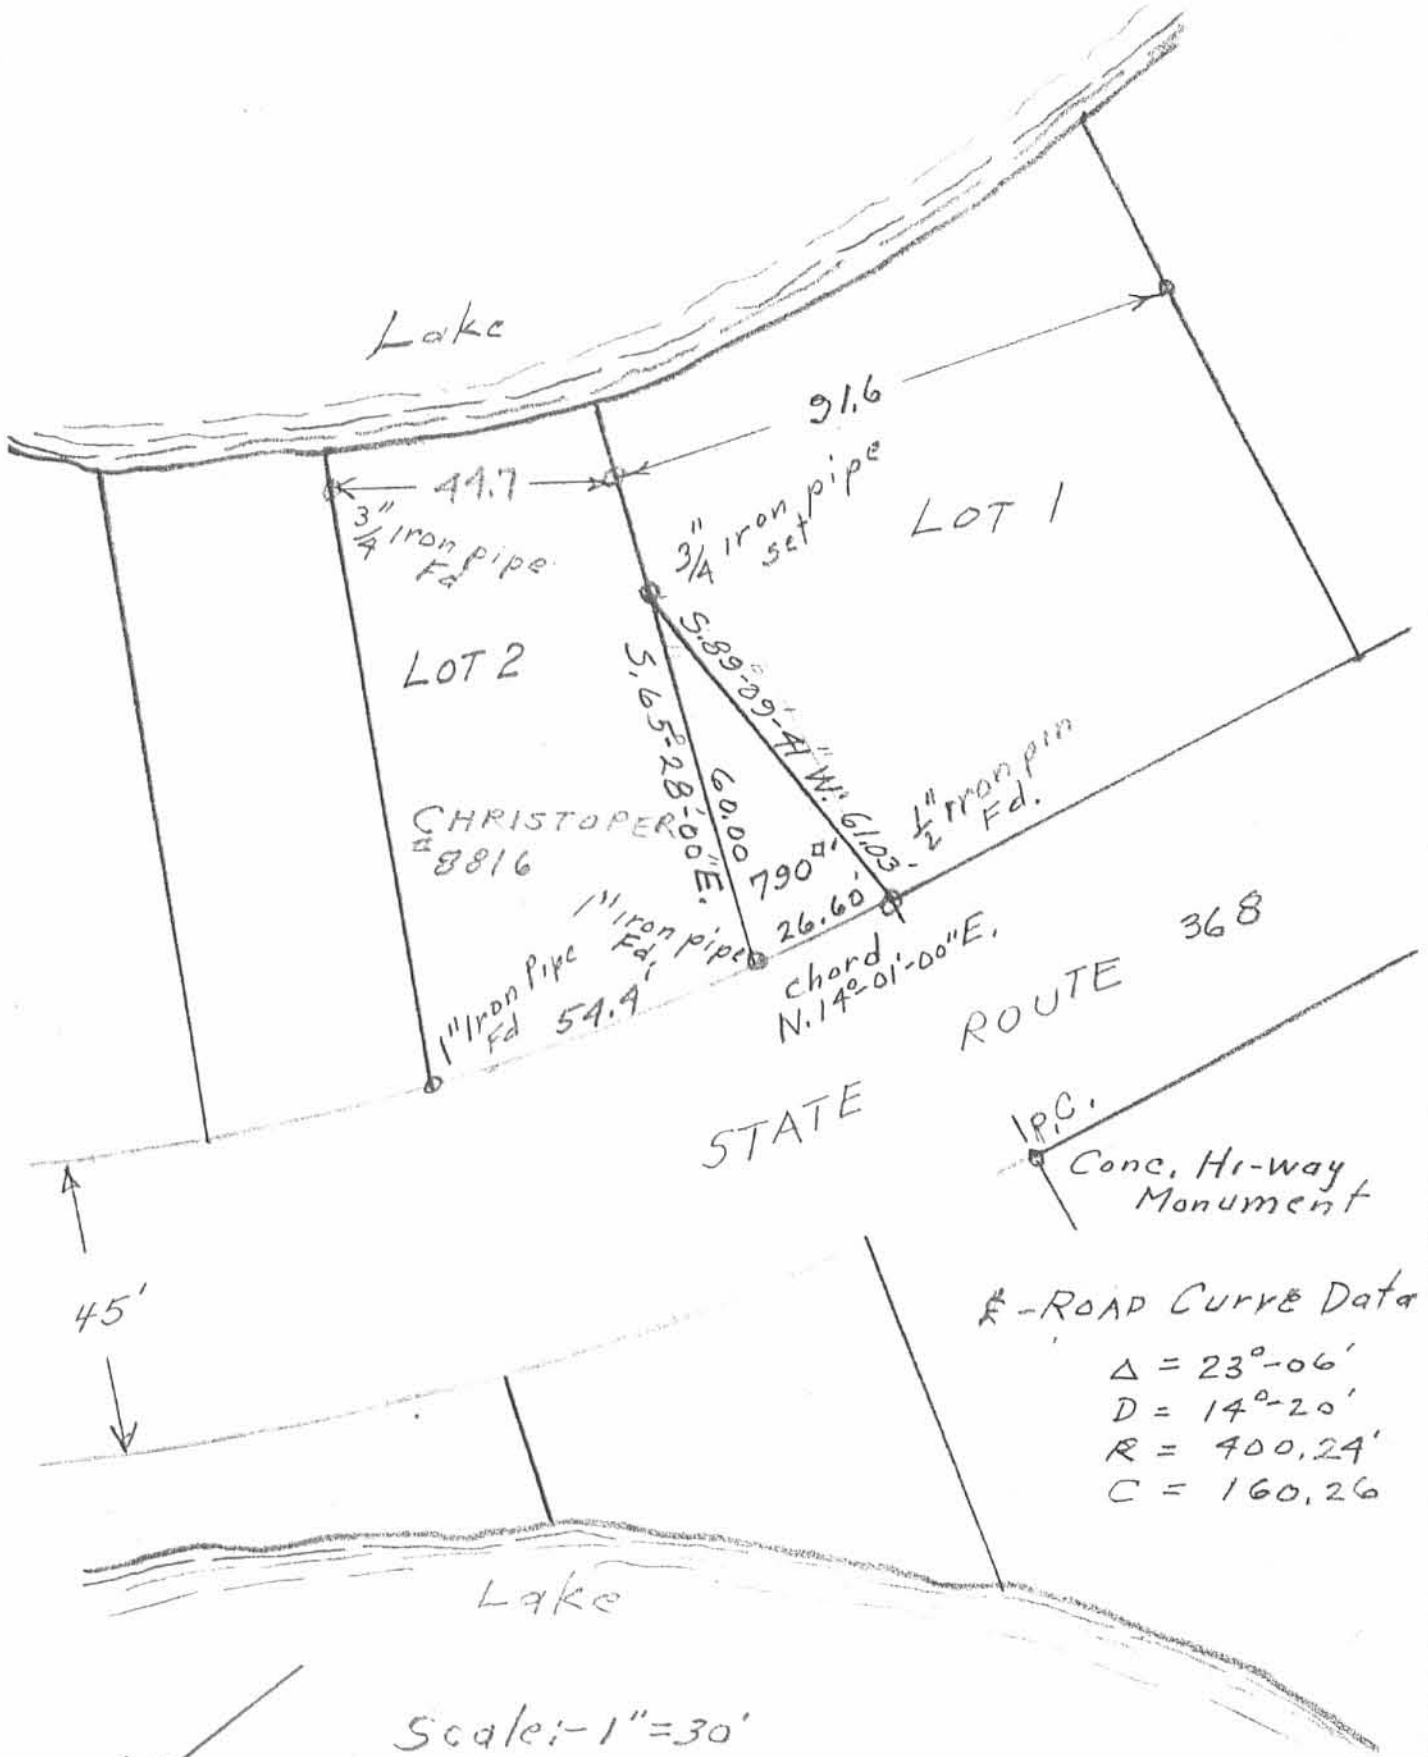 Lake
91.6
44.7
3/4" Iron pipe
Fd
3/4" Iron pipe
set
LOT 1
LOT 2
S. 65°-28'-00" E.
60.00
S. 89°-09'-41" W. 61.03
1/2" Iron pin
Fd.
CHRISTOPER
#8816
790 □'
26.60'
1" Iron pipe
Fd.
1" Iron Pipe
Fd
54.4'
chord
N. 14°-01'-00" E.
STATE ROUTE 368
P.C.
Conc. Hi-way
Monument
45'
℄-ROAD Curve Data
Δ = 23°-06'
D = 14°-20'
R = 400.24'
C = 160.26
Lake
Scale:- 1"=30'